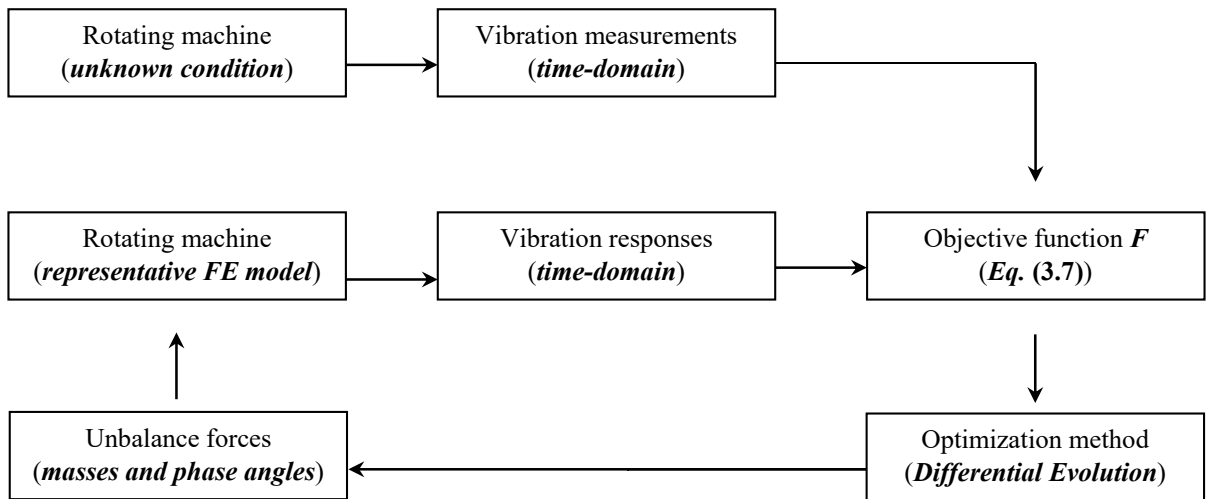 Rotating machine
(unknown condition)
Vibration measurements
(time-domain)
Rotating machine
(representative FE model)
Vibration responses
(time-domain)
Objective function F
(Eq. (3.7))
Unbalance forces
(masses and phase angles)
Optimization method
(Differential Evolution)